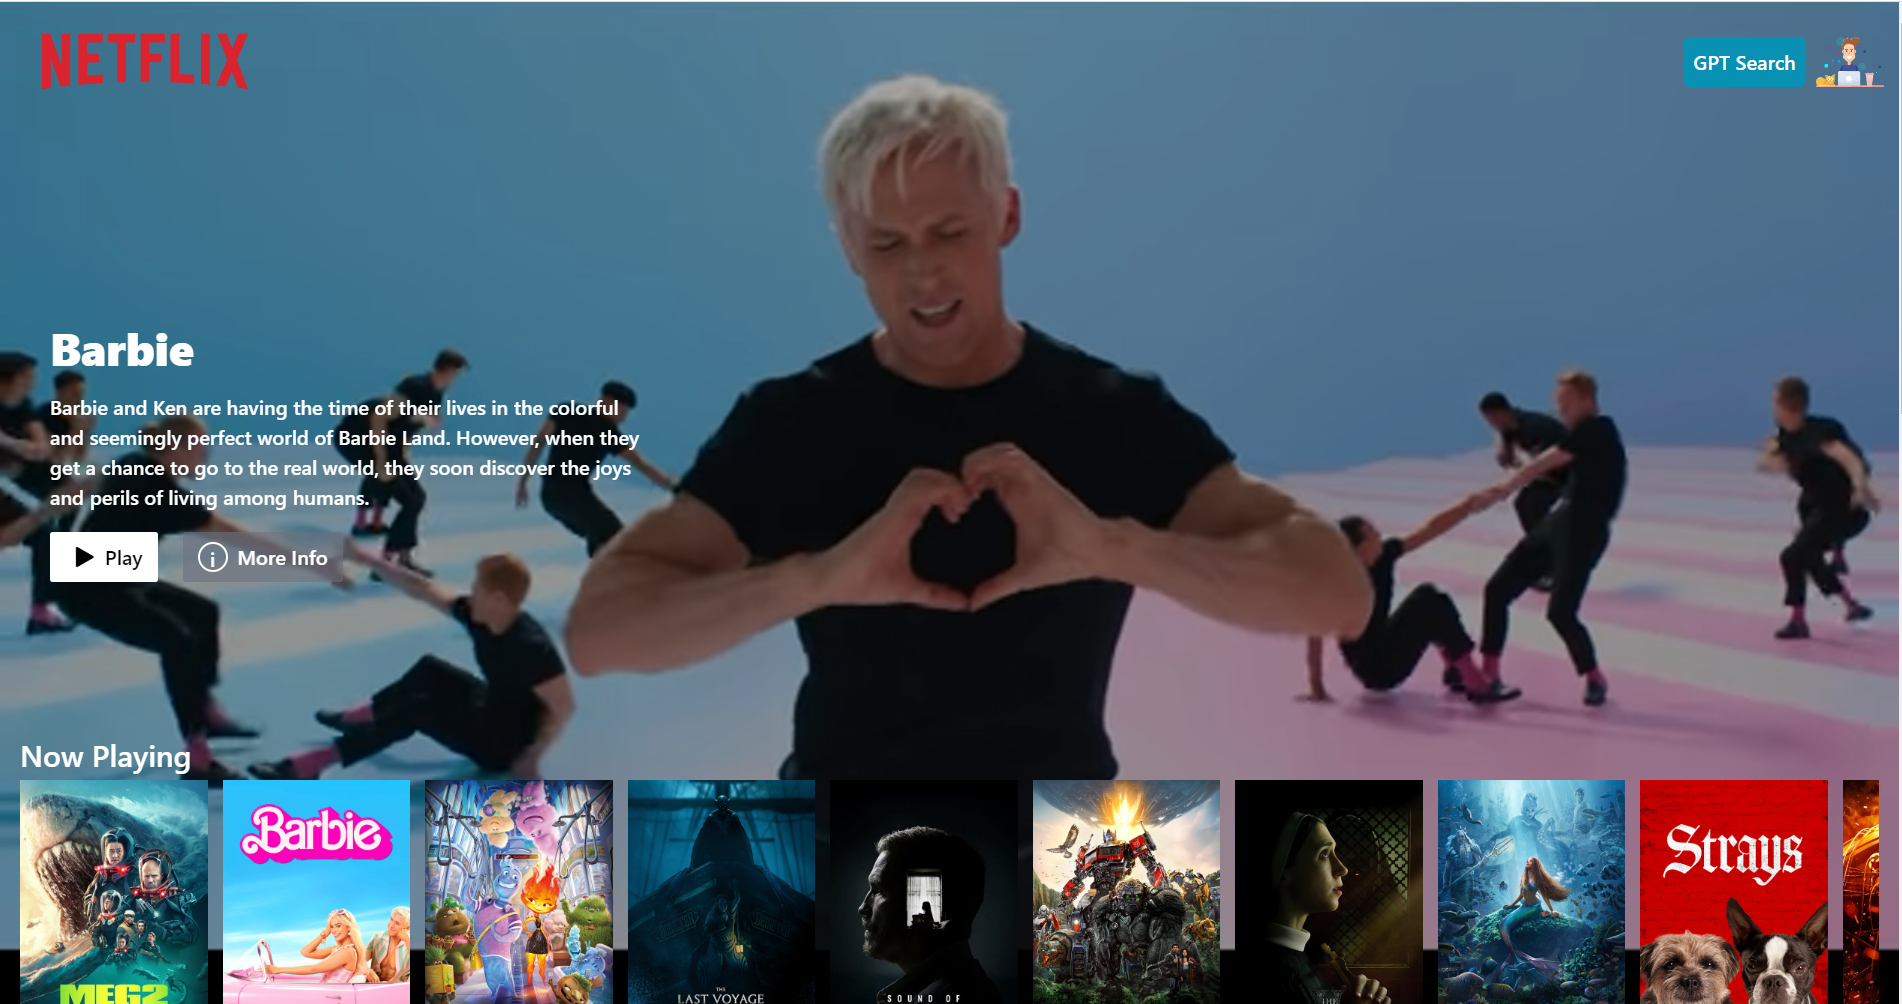 NETFLIX
GPT Search
Barbie
Barbie and Ken are having the time of their lives in the colorful
and seemingly perfect world of Barbie Land. However, when they
get a chance to go to the real world, they soon discover the joys
and perils of living among humans.
Play
More Info
Now Playing
MEG2
Barbie
THE
LAST VOYAGE
SOUND OF
THE
Strays